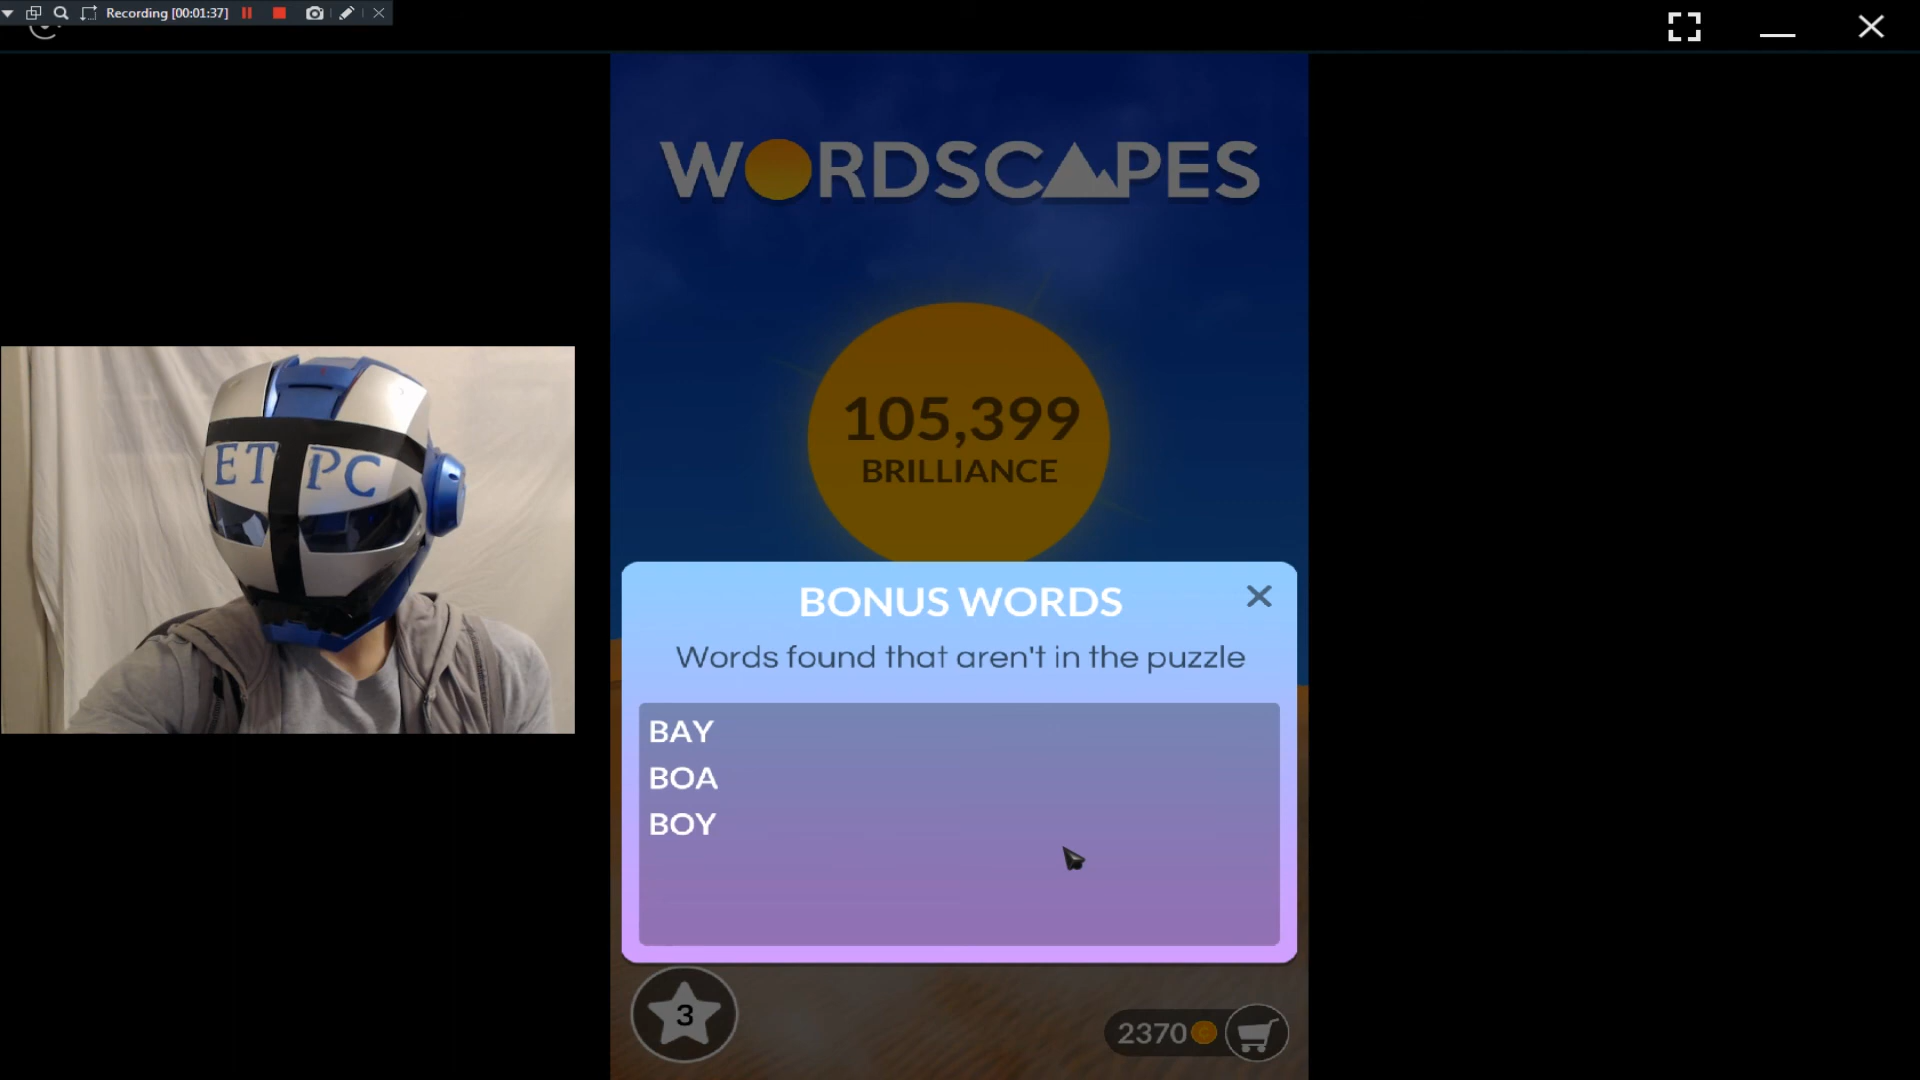 Recording [00:01:37]
WORDSCAPES
105,399
BRILLIANCE
ET PC
BONUS WORDS
Words found that aren't in the puzzle
BAY
BOA
BOY
3
2370